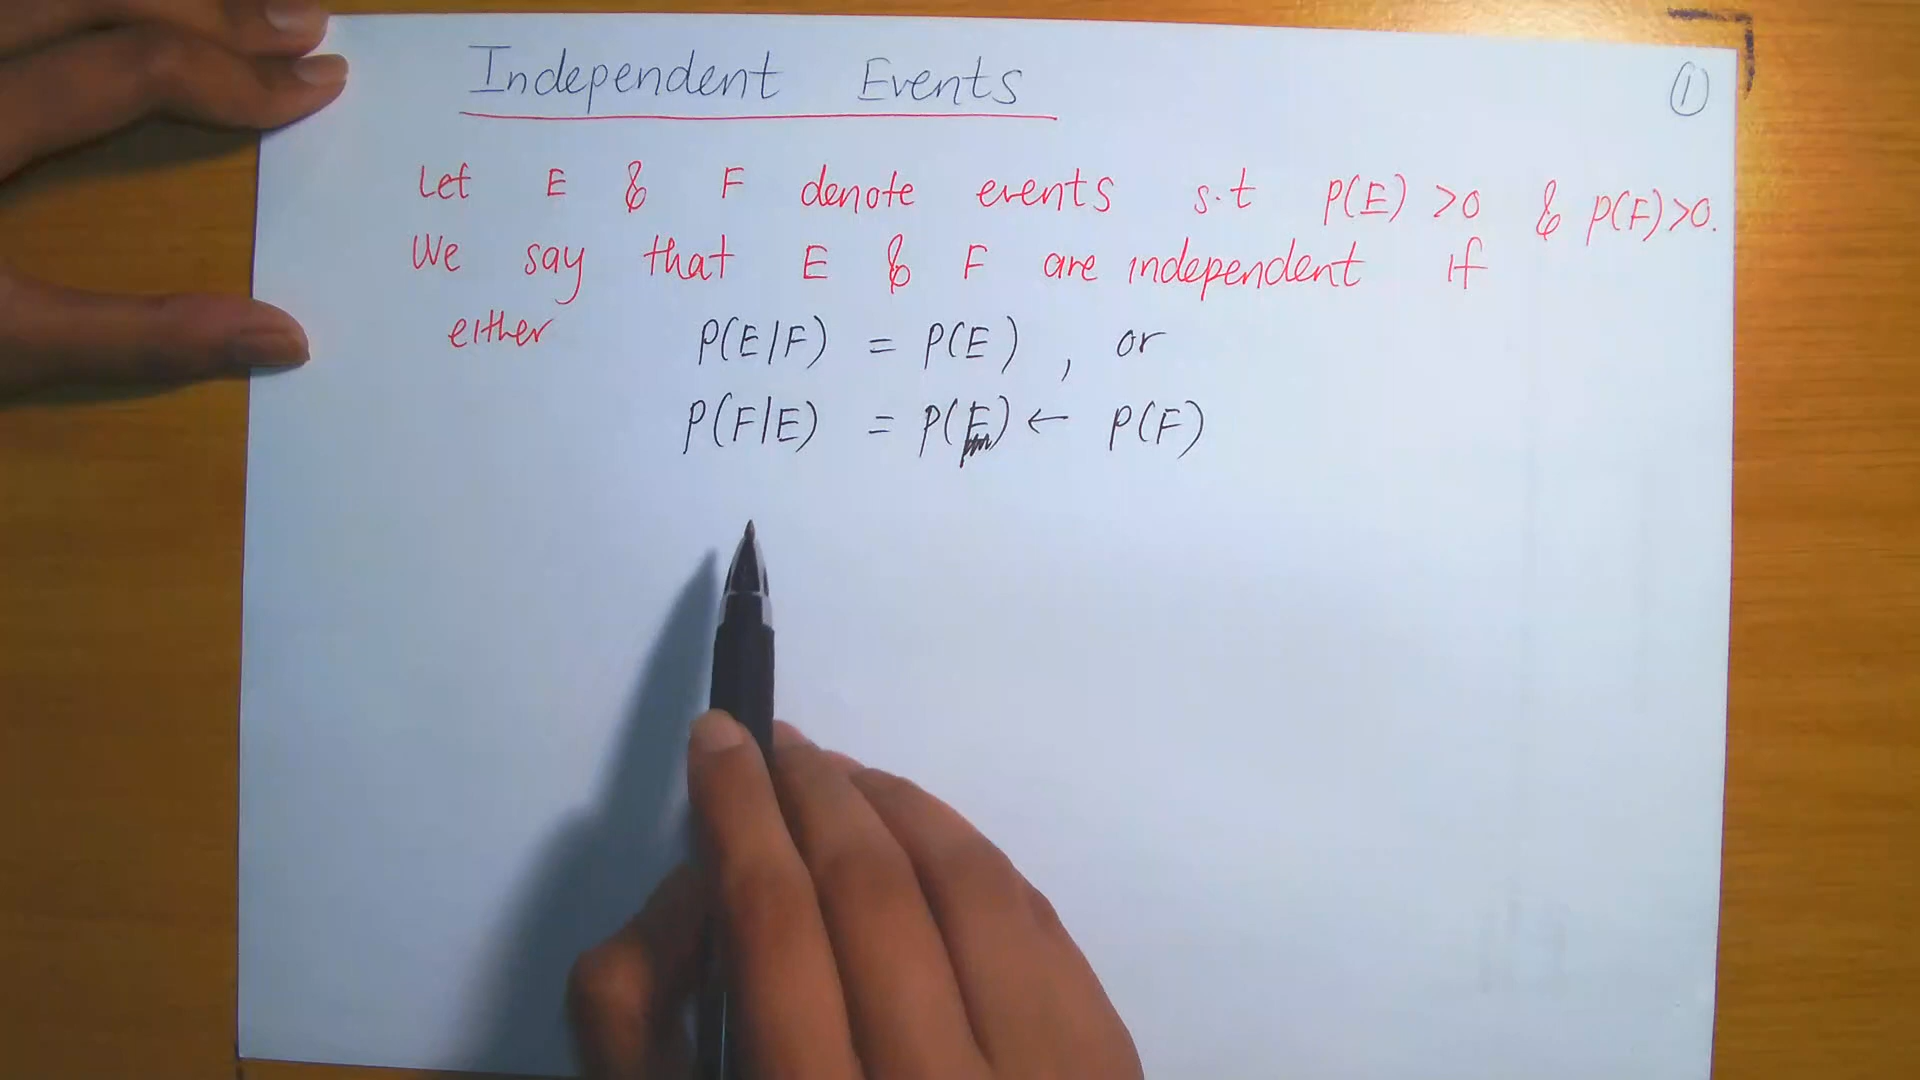 Independent Events
①
Let E & F denote events s.t P(E) >0 & P(F)>0.
We say that E & F are independent if
either P(E/F) = P(E) , or
P(F|E) = P(F) ← P(F)